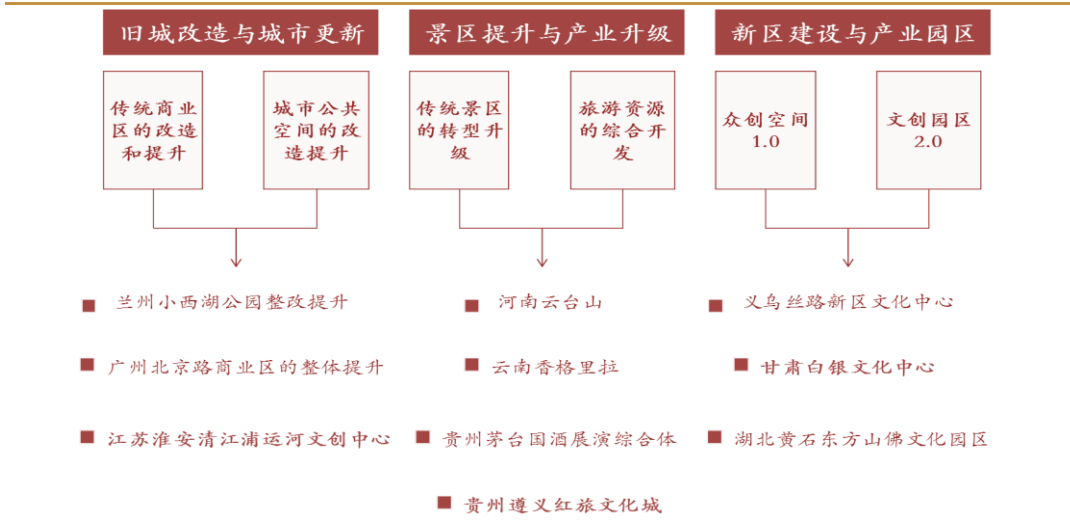 旧城改造与城市更新
传统商业
区的改造
和提升
城市公共
空间的改
造提升
兰州小西湖公园整改提升
广州北京路商业区的整体提升
江苏淮安清江浦运河文创中心
景区提升与产业升级
传统景区
的转型升
级
旅游资源
的综合开
发
河南云台山
云南香格里拉
贵州茅台国酒展演综合体
贵州遵义红旅文化城
新区建设与产业园区
众创空间
1.0
文创园区
2.0
义乌丝路新区文化中心
甘肃白银文化中心
湖北黄石东方山佛文化园区